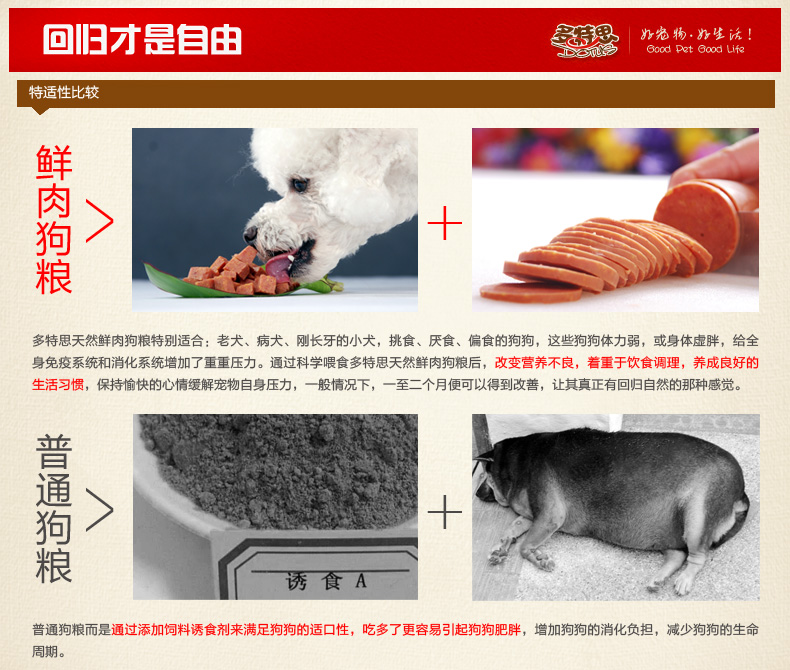 回归才是自由
多特思
DOTTS
好宠物.好生活!
Good Pet Good Life
特适性比较
鲜肉狗粮
多特思天然鲜肉狗粮特别适合:老犬、病犬、刚长牙的小犬,挑食、厌食、偏食的狗狗,这些狗狗体力弱,或身体虚胖,给全
身免疫系统和消化系统增加了重重压力。通过科学喂食多特思天然鲜肉狗粮后,改变营养不良,着重于饮食调理,养成良好的
生活习惯,保持愉快的心情缓解宠物自身压力,一般情况下,一至二个月便可以得到改善,让其真正有回归自然的那种感觉。
普通狗粮
诱食A
普通狗粮而是通过添加饲料诱食剂来满足狗狗的适口性,吃多了更容易引起狗狗肥胖,增加狗狗的消化负担,减少狗狗的生命
周期。